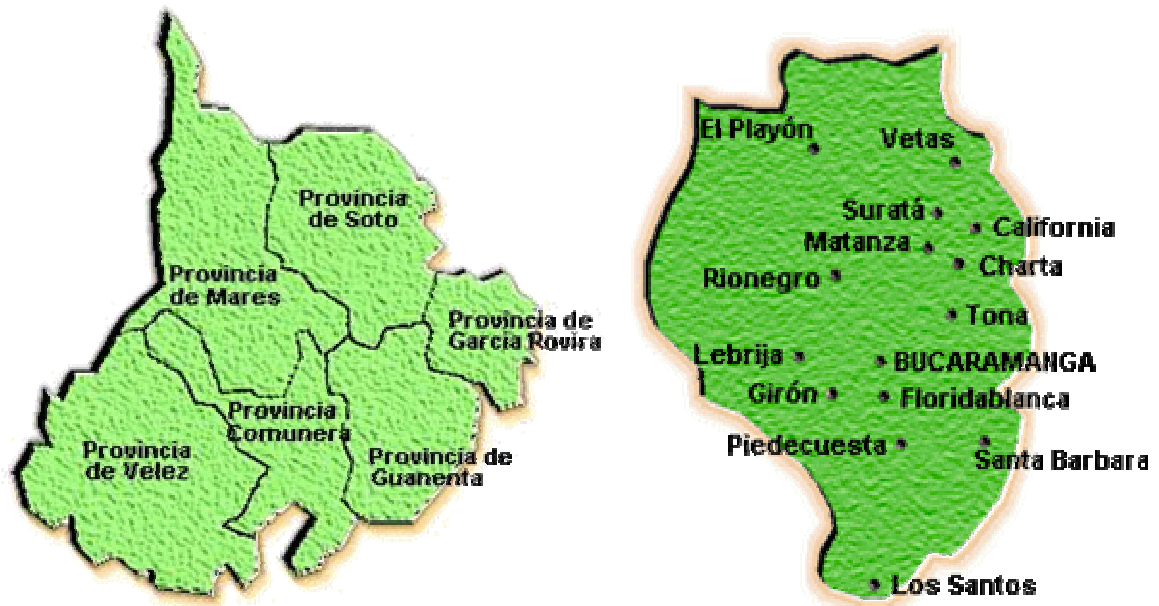 Provincia
de Soto
Provincia
de Mares
Provincia de
Garcia Rovira
Provincia
Comunera
Provincia
de Velez
Provincia de
Guanenta
El Playón
Vetas
Suratá
California
Matanza
Charta
Rionegro
Tona
Lebrija
BUCARAMANGA
Girón
Floridablanca
Piedecuesta
Santa Barbara
Los Santos